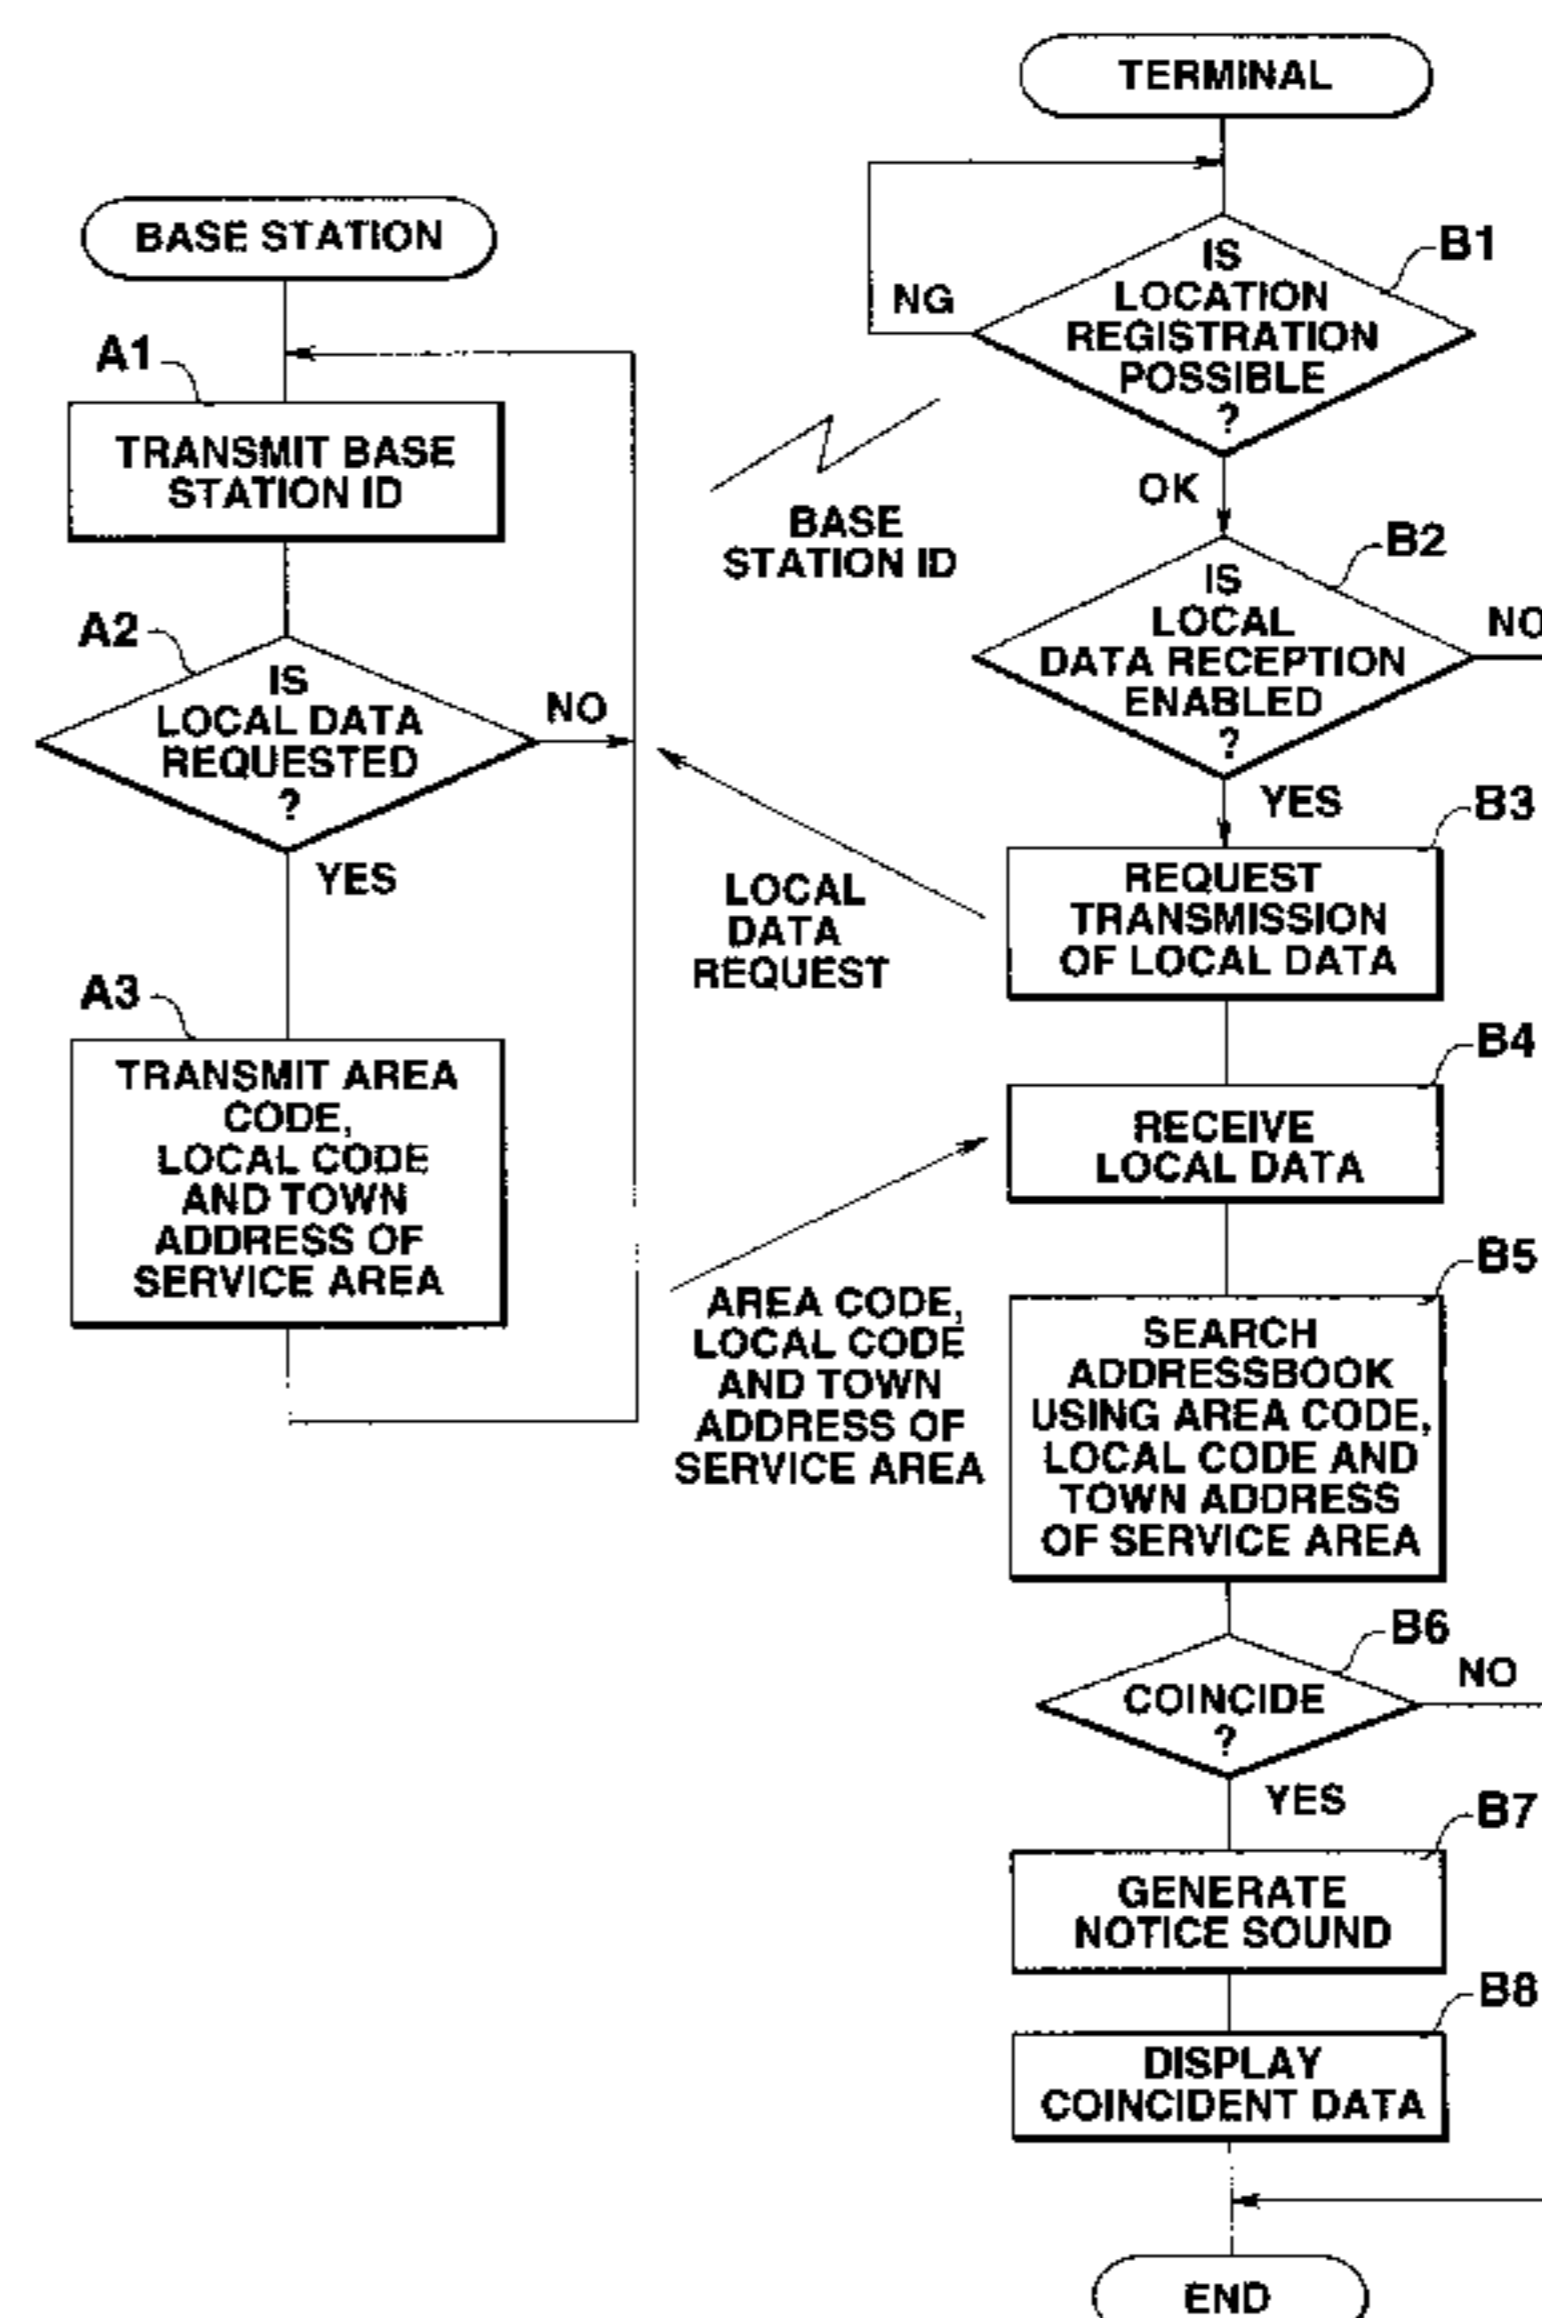 TERMINAL
BASE STATION
A1
TRANSMIT BASE
STATION ID
A2
IS
LOCAL DATA
REQUESTED
?
NO
YES
A3
TRANSMIT AREA
CODE,
LOCAL CODE
AND TOWN
ADDRESS OF
SERVICE AREA
BASE
STATION ID
LOCAL
DATA
REQUEST
AREA CODE,
LOCAL CODE
AND TOWN
ADDRESS OF
SERVICE AREA
B1
IS
LOCATION
REGISTRATION
POSSIBLE
?
NG
OK
B2
IS
LOCAL
DATA RECEPTION
ENABLED
?
NO
YES
B3
REQUEST
TRANSMISSION
OF LOCAL DATA
B4
RECEIVE
LOCAL DATA
B5
SEARCH
ADDRESSBOOK
USING AREA CODE,
LOCAL CODE AND
TOWN ADDRESS
OF SERVICE AREA
B6
COINCIDE
?
NO
YES
B7
GENERATE
NOTICE SOUND
B8
DISPLAY
COINCIDENT DATA
END